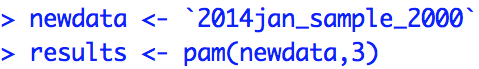 > newdata <- `2014jan_sample_2000`
> results <- pam(newdata,3)